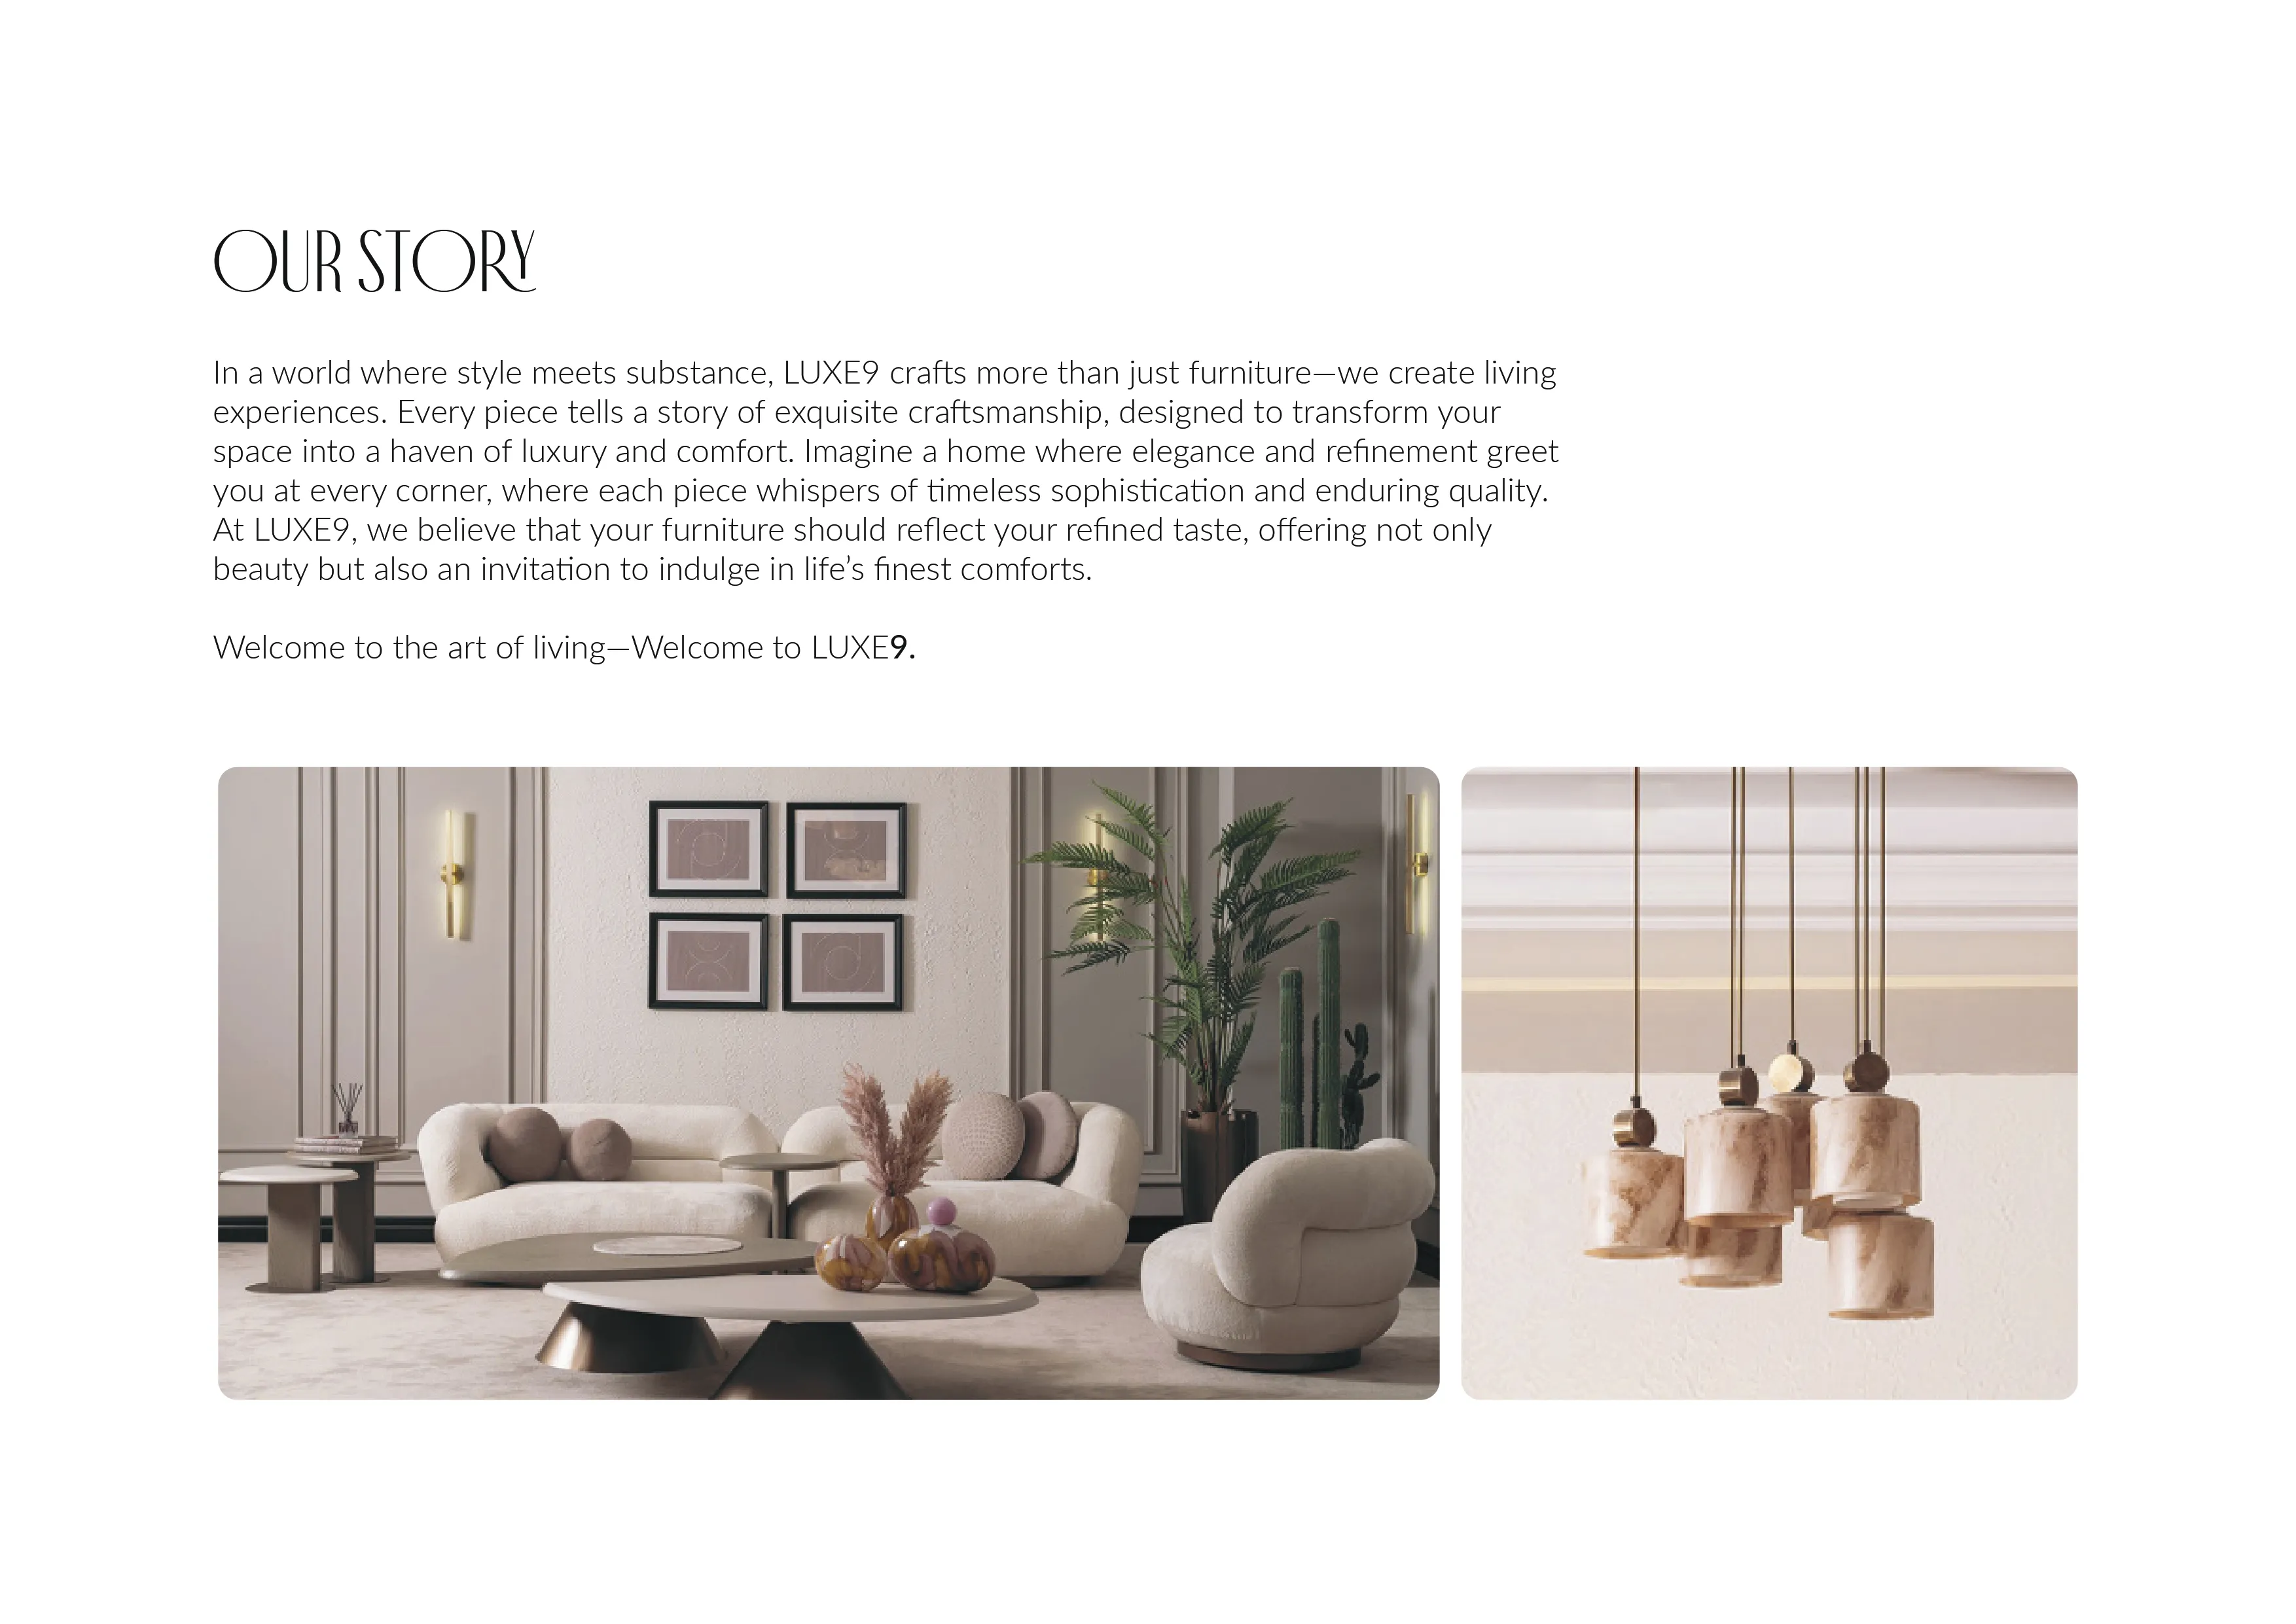 OUR STORY
In a world where style meets substance, LUXE9 crafts more than just furniture—we create living
experiences. Every piece tells a story of exquisite craftsmanship, designed to transform your
space into a haven of luxury and comfort. Imagine a home where elegance and refinement greet
you at every corner, where each piece whispers of timeless sophistication and enduring quality.
At LUXE9, we believe that your furniture should reflect your refined taste, offering not only
beauty but also an invitation to indulge in life’s finest comforts.
Welcome to the art of living—Welcome to LUXE9.